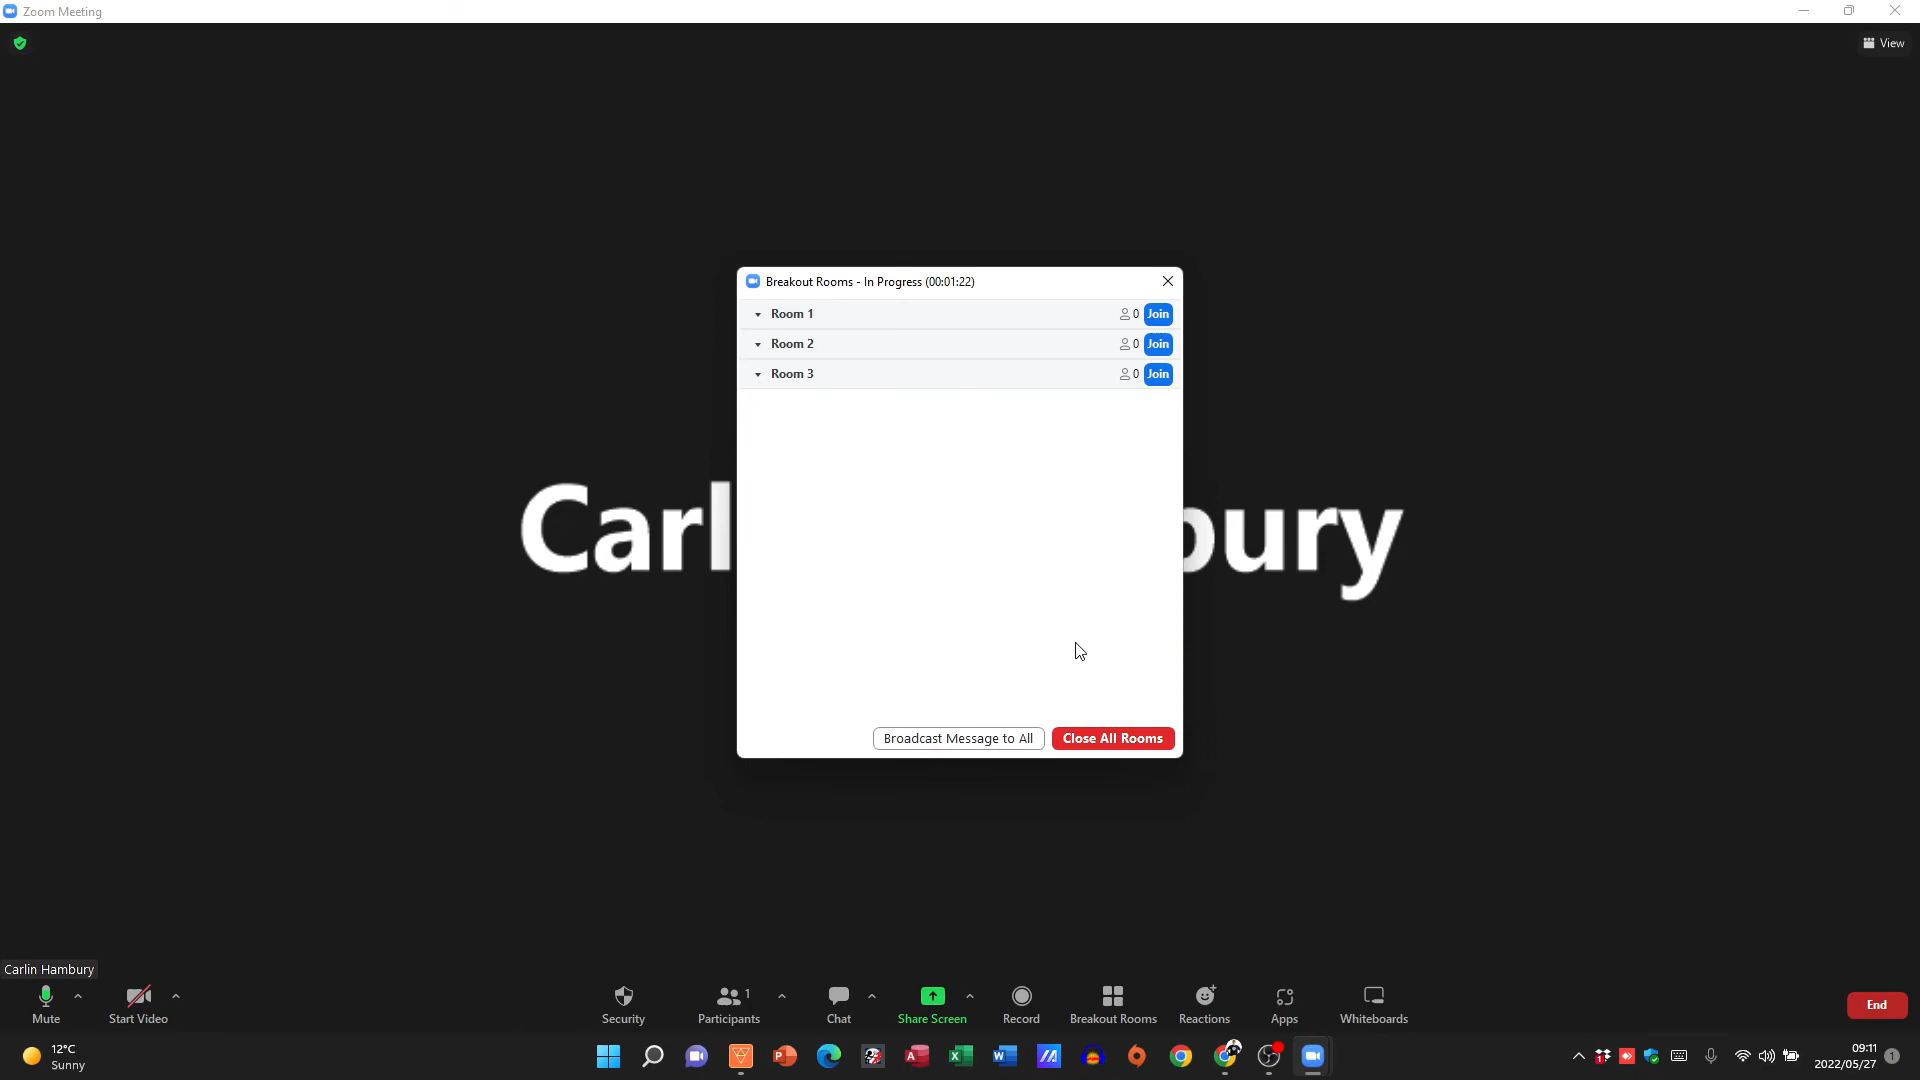 Zoom Meeting
View
Breakout Rooms - In Progress (00:01:22)
Room 1 0 Join
Room 2 0 Join
Room 3 0 Join
Carl bury
Broadcast Message to All Close All Rooms
Carlin Hambury
Mute Start Video Security Participants 1 Chat Share Screen Record Breakout Rooms Reactions Apps Whiteboards End
12°C
Sunny
09:11
2022/05/27
1